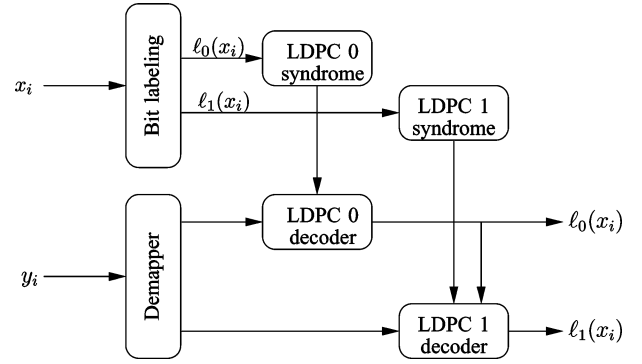 x_i
Bit labeling
ℓ_0(x_i)
LDPC 0
syndrome
ℓ_1(x_i)
LDPC 1
syndrome
y_i
Demapper
LDPC 0
decoder
ℓ_0(x_i)
LDPC 1
decoder
ℓ_1(x_i)